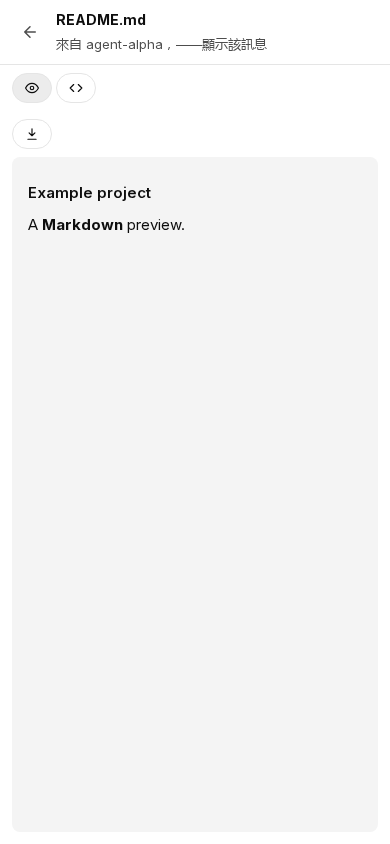 README.md
來自 agent-alpha , ——顯示該訊息
Example project
A Markdown preview.